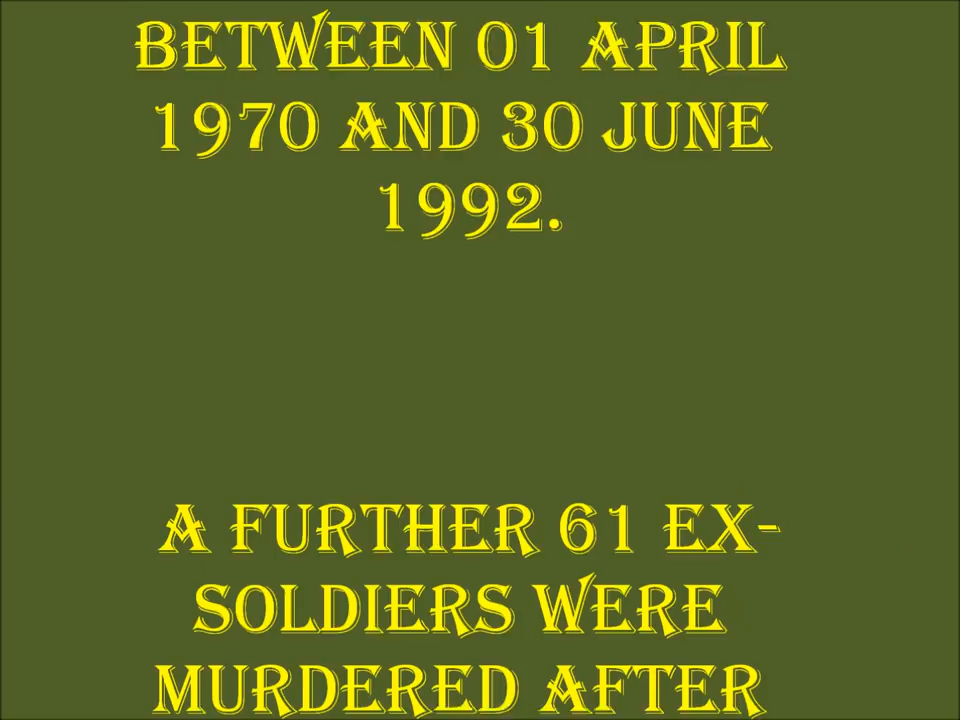 BETWEEN 01 APRIL
1970 AND 30 JUNE
1992.
A FURTHER 61 EX-
SOLDIERS WERE
MURDERED AFTER